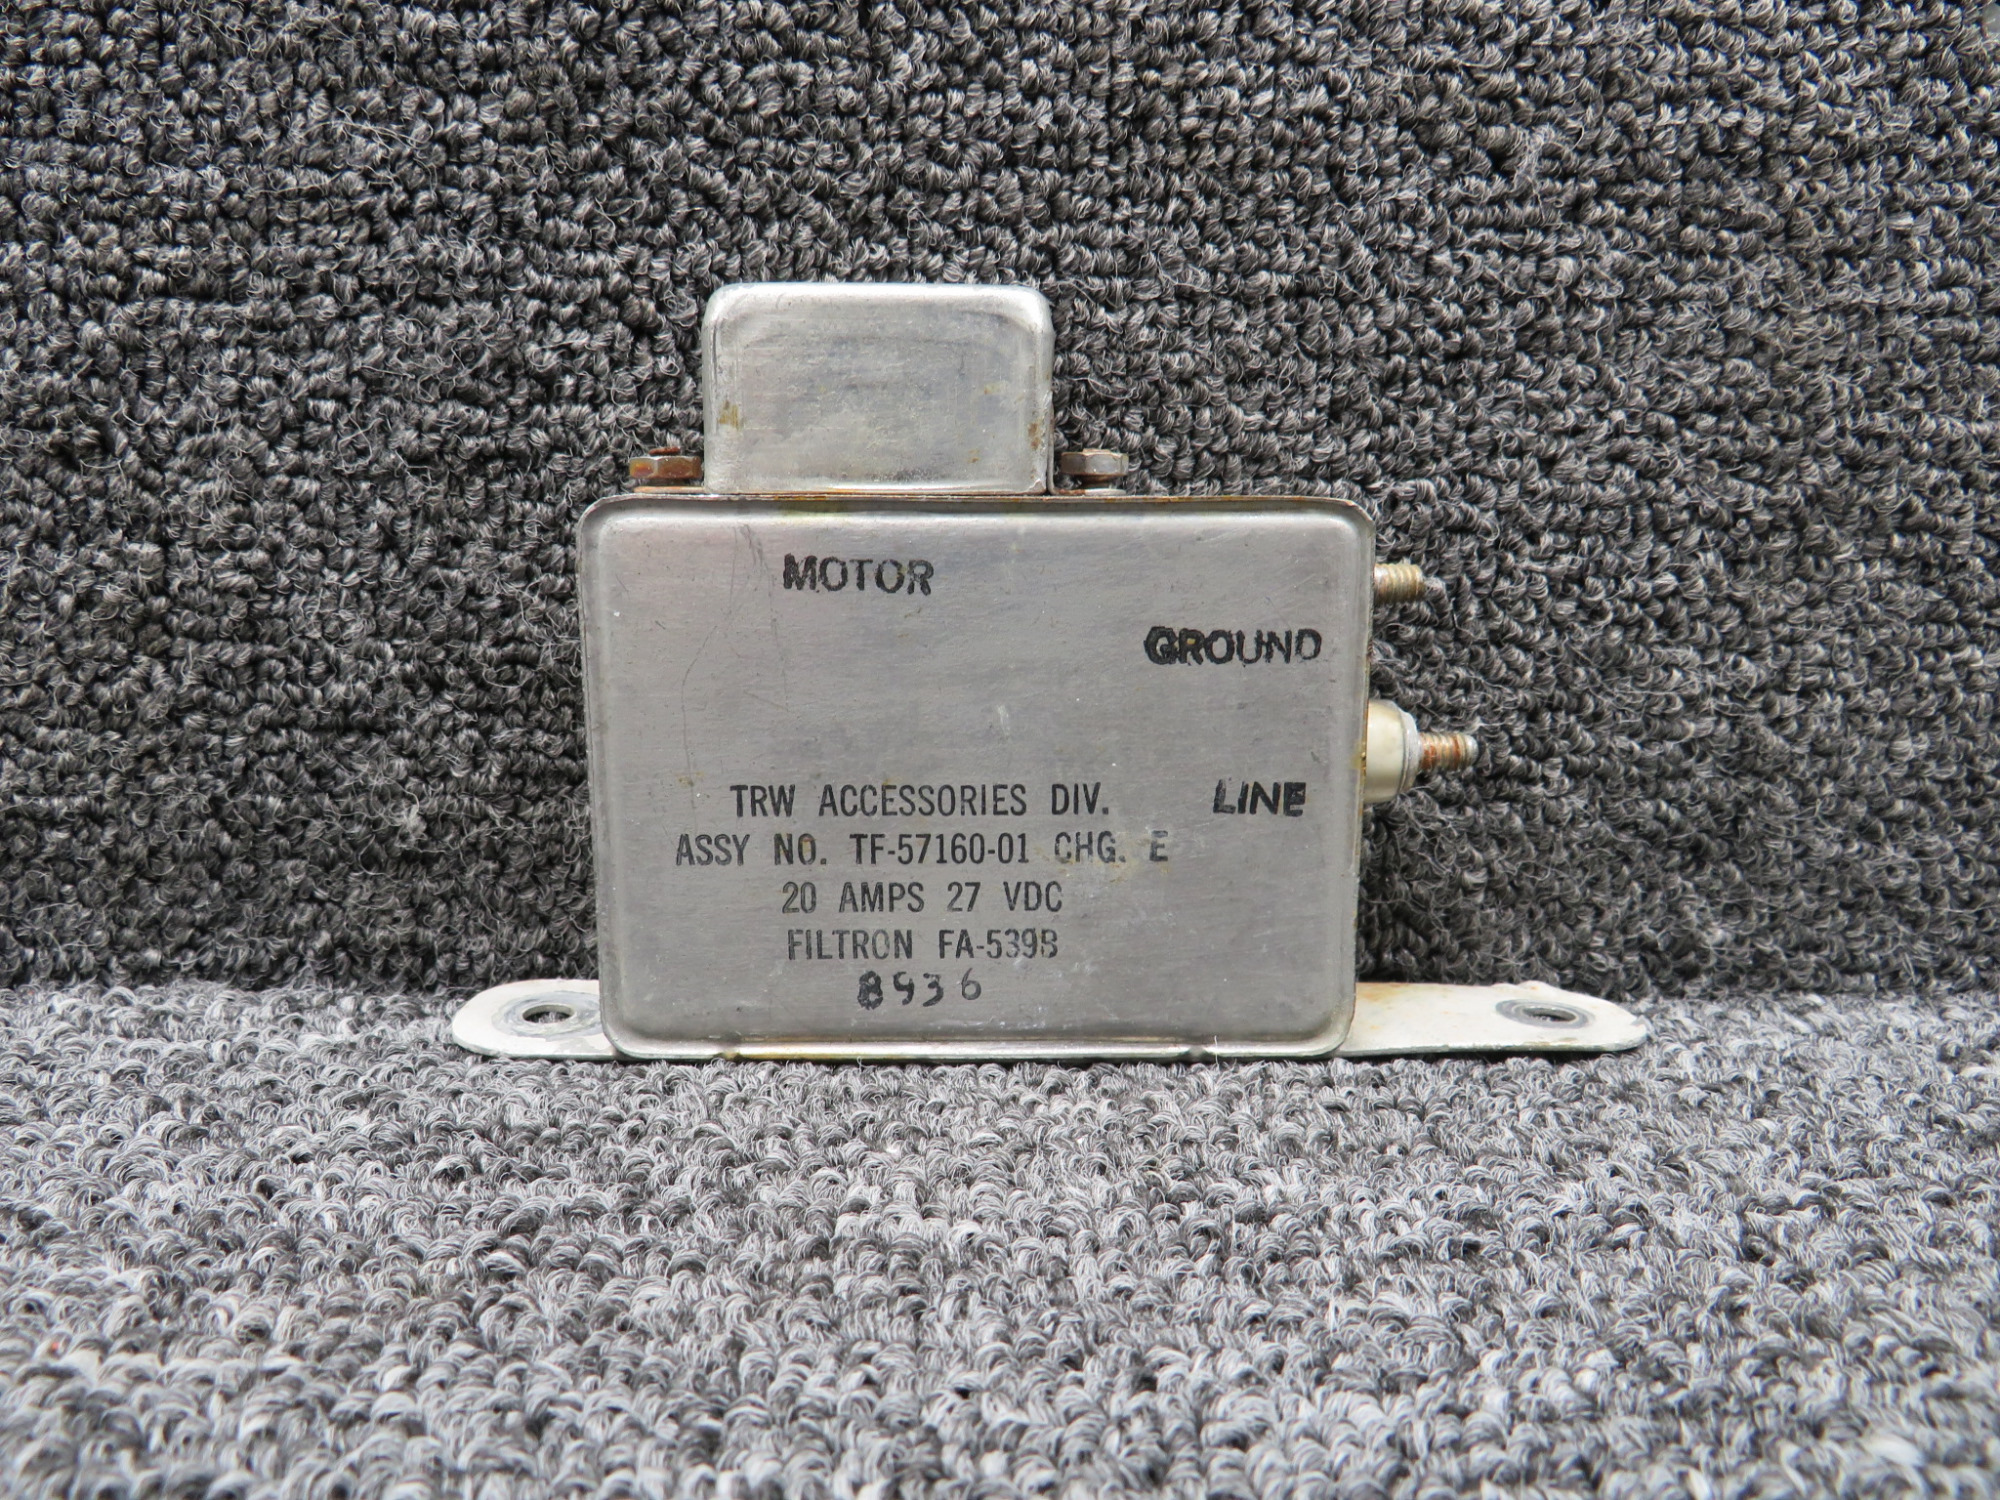 MOTOR
GROUND
LINE
TRW ACCESSORIES DIV.
ASSY NO. TF-57160-01 CHG. E
20 AMPS 27 VDC
FILTRON FA-539B
8936